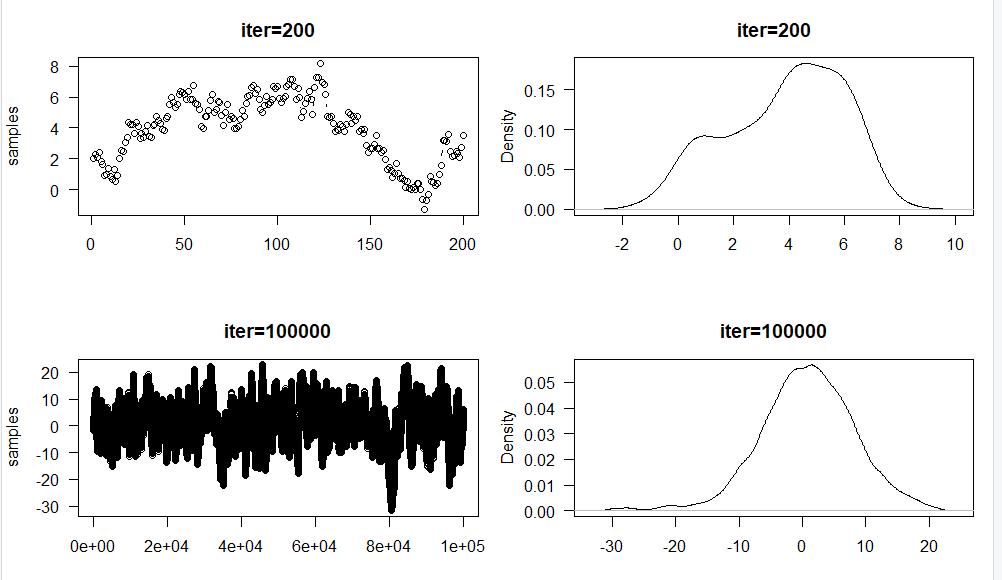 iter=200
samples
8
6
4
2
0
0
50
100
150
200
iter=200
Density
0.15
0.10
0.05
0.00
-2
0
2
4
6
8
10
iter=100000
samples
20
10
0
-10
-20
-30
0e+00
2e+04
4e+04
6e+04
8e+04
1e+05
iter=100000
Density
0.05
0.04
0.03
0.02
0.01
0.00
-30
-20
-10
0
10
20